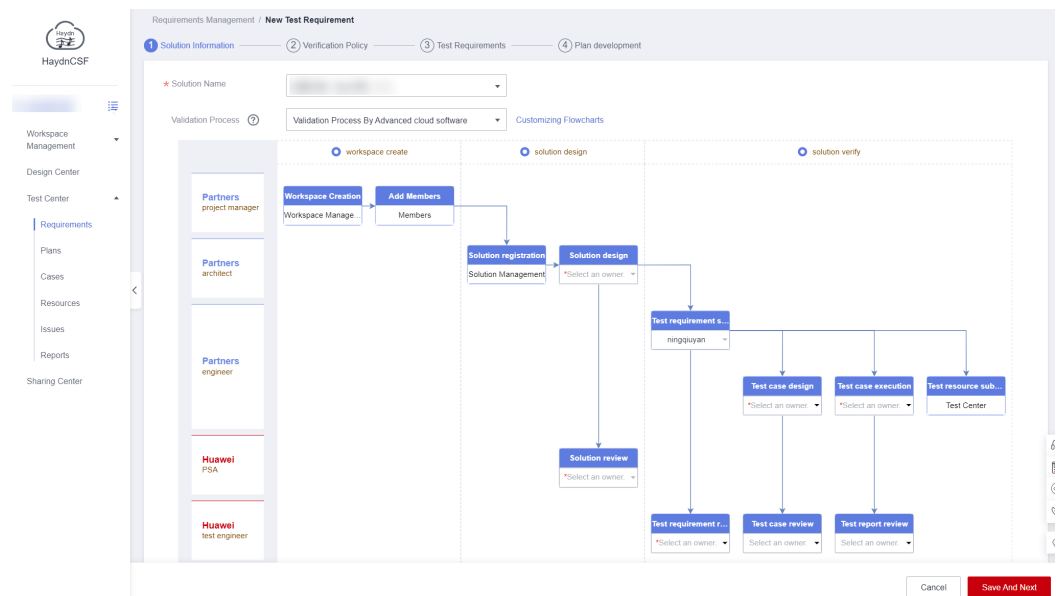 Requirements Management / New Test Requirement
Haydn
HaydnCSF
1 Solution Information
2 Verification Policy
3 Test Requirements
4 Plan development
* Solution Name
Validation Process ?
Validation Process By Advanced cloud software
Customizing Flowcharts
Workspace
Management
Design Center
Test Center
Requirements
Plans
Cases
Resources
Issues
Reports
Sharing Center
workspace create
solution design
solution verify
Partners
project manager
Workspace Creation
Workspace Manage...
Add Members
Members
Partners
architect
Solution registration
Solution Management
Solution design
*Select an owner.
Test requirement s...
ningqiuyan
Partners
engineer
Test case design
*Select an owner.
Test case execution
*Select an owner.
Test resource sub...
Test Center
Huawei
PSA
Solution review
*Select an owner.
Huawei
test engineer
Test requirement r...
*Select an owner.
Test case review
Select an owner.
Test report review
Select an owner.
Cancel
Save And Next